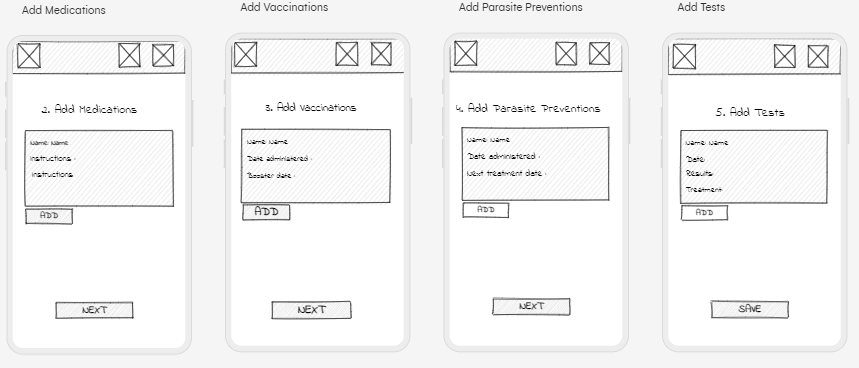 Add Medications
2. Add Medications
Name: Name
Instructions :
Instructions
ADD
NEXT
Add Vaccinations
3. Add Vaccinations
Name: Name
Date administered :
Booster date :
ADD
NEXT
Add Parasite Preventions
4. Add Parasite Preventions
Name: Name
Date administered :
Next treatment date :
ADD
NEXT
Add Tests
5. Add Tests
Name: Name
Date:
Results:
Treatment
ADD
SAVE